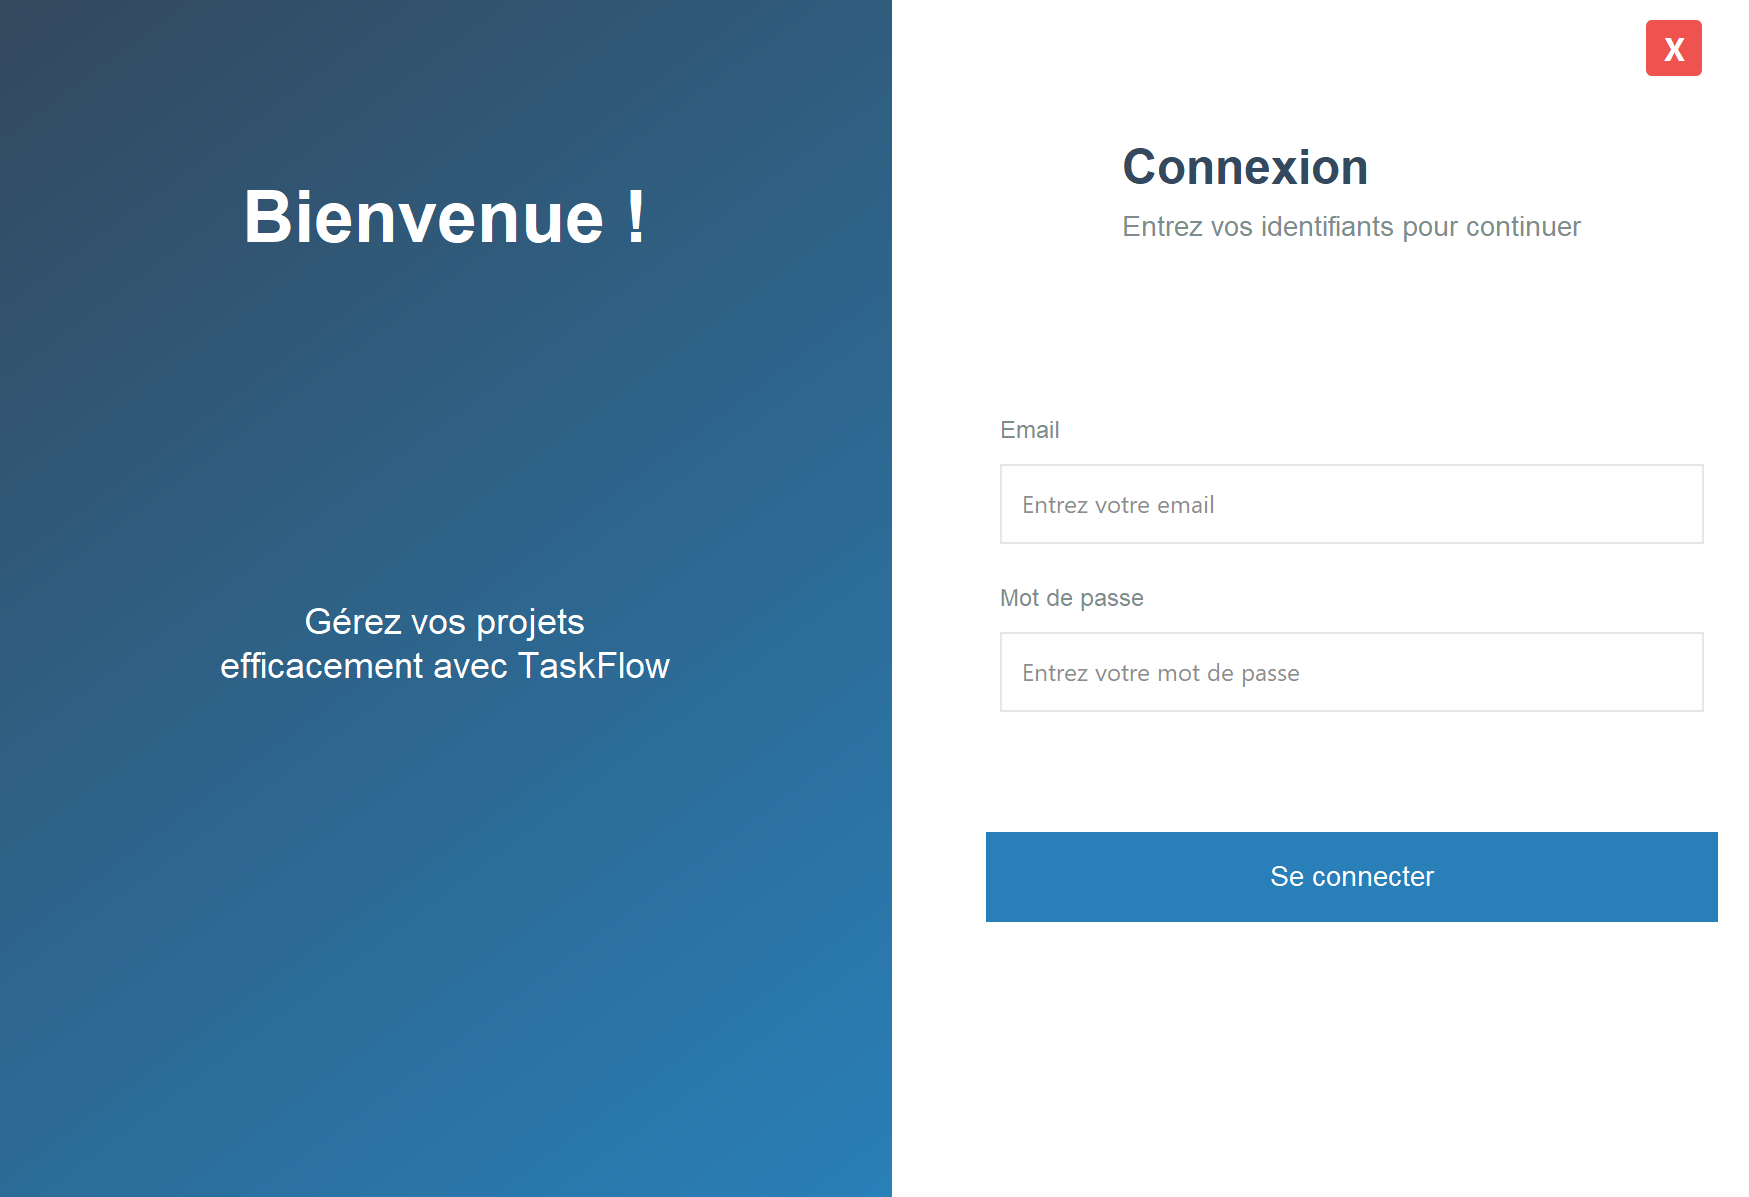 Bienvenue !
Gérez vos projets
efficacement avec TaskFlow
X
Connexion
Entrez vos identifiants pour continuer
Email
Entrez votre email
Mot de passe
Entrez votre mot de passe
Se connecter